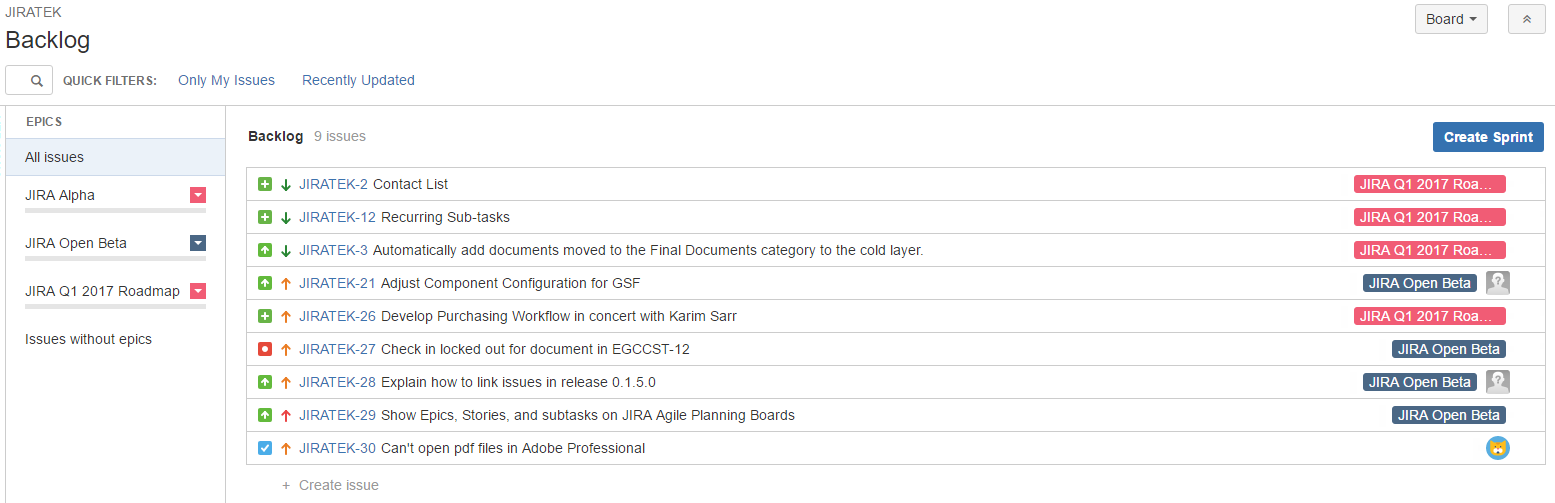 JIRATEK
Board
Backlog
QUICK FILTERS: Only My Issues Recently Updated
EPICS
All issues
JIRA Alpha
JIRA Open Beta
JIRA Q1 2017 Roadmap
Issues without epics
Backlog 9 issues
Create Sprint
JIRATEK-2 Contact List JIRA Q1 2017 Roa...
JIRATEK-12 Recurring Sub-tasks JIRA Q1 2017 Roa...
JIRATEK-3 Automatically add documents moved to the Final Documents category to the cold layer. JIRA Q1 2017 Roa...
JIRATEK-21 Adjust Component Configuration for GSF JIRA Open Beta
JIRATEK-26 Develop Purchasing Workflow in concert with Karim Sarr JIRA Q1 2017 Roa...
JIRATEK-27 Check in locked out for document in EGCCST-12 JIRA Open Beta
JIRATEK-28 Explain how to link issues in release 0.1.5.0 JIRA Open Beta
JIRATEK-29 Show Epics, Stories, and subtasks on JIRA Agile Planning Boards JIRA Open Beta
JIRATEK-30 Can't open pdf files in Adobe Professional
+ Create issue